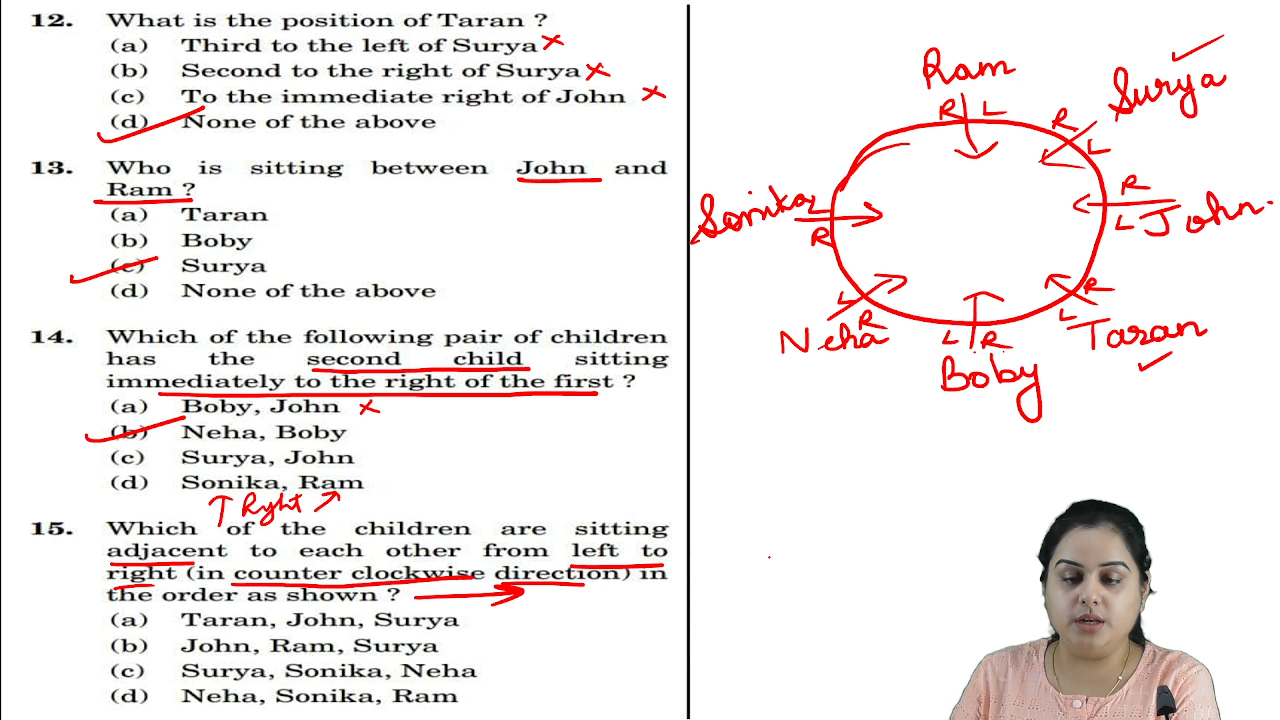 12. What is the position of Taran ?
(a) Third to the left of Surya ×
(b) Second to the right of Surya ×
(c) To the immediate right of John ×
(d) None of the above
13. Who is sitting between John and
Ram ?
(a) Taran
(b) Boby
(c) Surya
(d) None of the above
14. Which of the following pair of children
has the second child sitting
immediately to the right of the first ?
(a) Boby, John ×
(b) Neha, Boby
(c) Surya, John
(d) Sonika, Ram
Right
15. Which of the children are sitting
adjacent to each other from left to
right (in counter clockwise direction) in
the order as shown ?
(a) Taran, John, Surya
(b) John, Ram, Surya
(c) Surya, Sonika, Neha
(d) Neha, Sonika, Ram
Ram
R L
Surya
R
L
Sonika
R
R
L John
L
R
Neha
L R
Boby
R
L
Taran